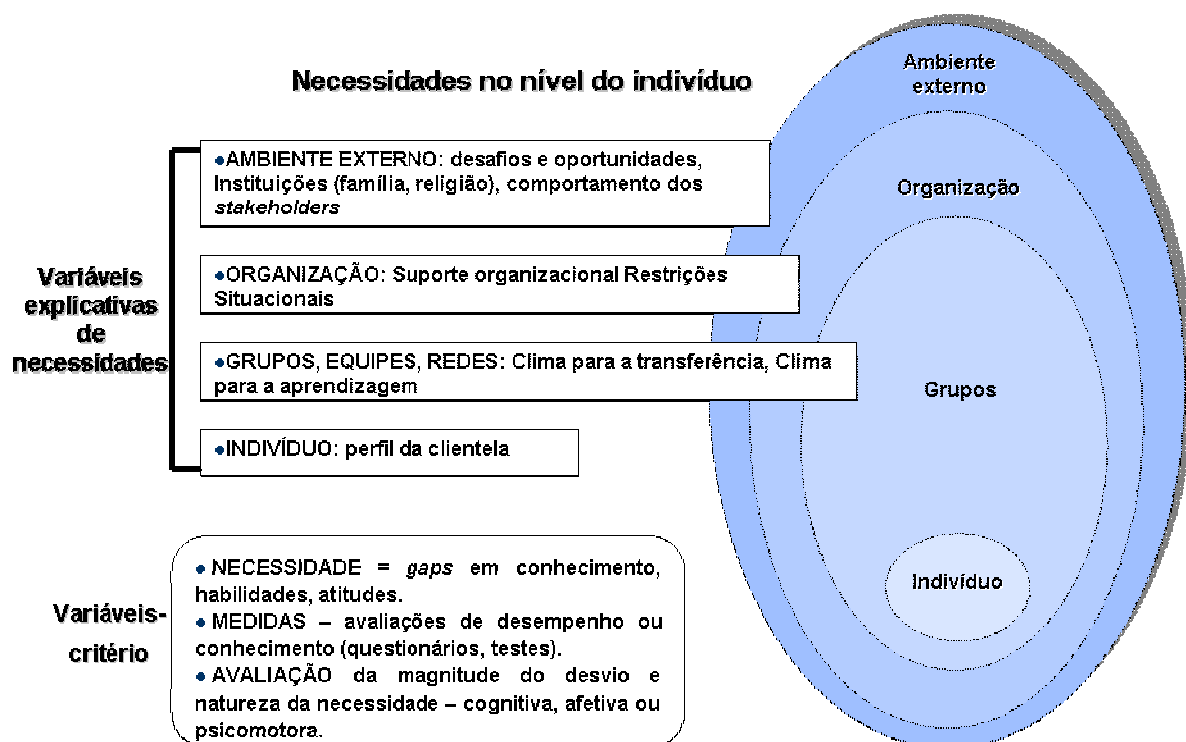 Necessidades no nível do indivíduo
Variáveis
explicativas
de
necessidades
●AMBIENTE EXTERNO: desafios e oportunidades,
Instituições (família, religião), comportamento dos
stakeholders
●ORGANIZAÇÃO: Suporte organizacional Restrições
Situacionais
●GRUPOS, EQUIPES, REDES: Clima para a transferência, Clima
para a aprendizagem
●INDIVÍDUO: perfil da clientela
Variáveis-
critério
● NECESSIDADE = gaps em conhecimento,
habilidades, atitudes.
● MEDIDAS – avaliações de desempenho ou
conhecimento (questionários, testes).
● AVALIAÇÃO da magnitude do desvio e
natureza da necessidade – cognitiva, afetiva ou
psicomotora.
Ambiente
externo
Organização
Grupos
Indivíduo